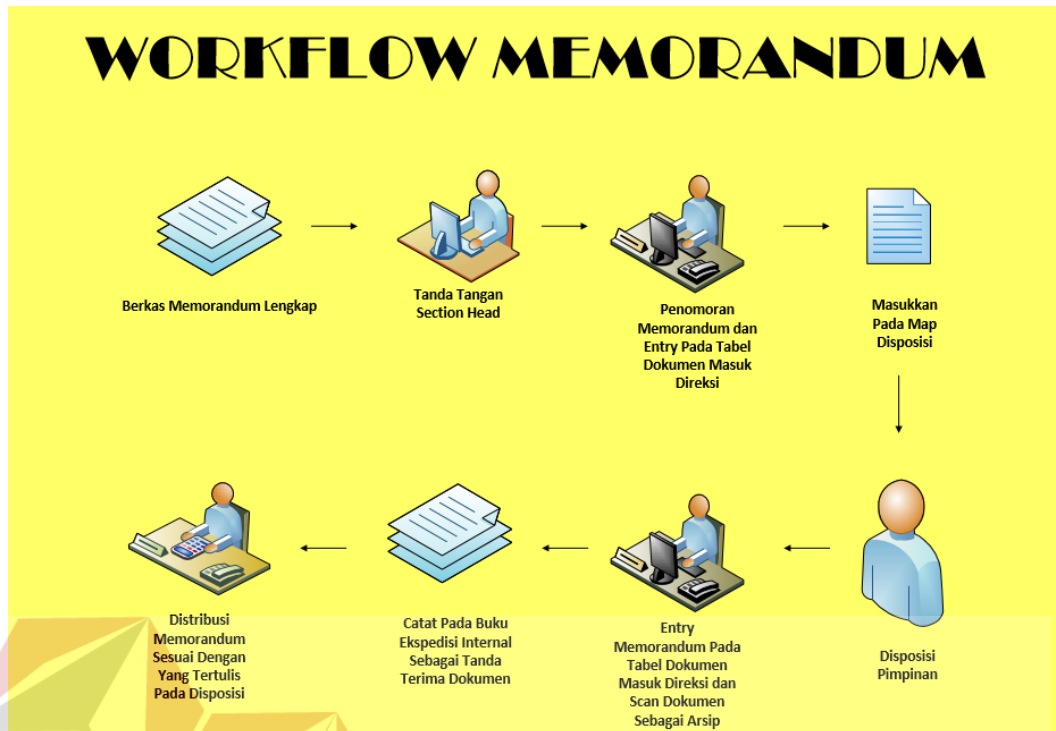 WORKFLOW MEMORANDUM
Berkas Memorandum Lengkap
Tanda Tangan
Section Head
Penomoran
Memorandum dan
Entry Pada Tabel
Dokumen Masuk
Direksi
Masukkan
Pada Map
Disposisi
Disposisi
Pimpinan
Entry
Memorandum Pada
Tabel Dokumen
Masuk Direksi dan
Scan Dokumen
Sebagai Arsip
Catat Pada Buku
Ekspedisi Internal
Sebagai Tanda
Terima Dokumen
Distribusi
Memorandum
Sesuai Dengan
Yang Tertulis
Pada Disposisi